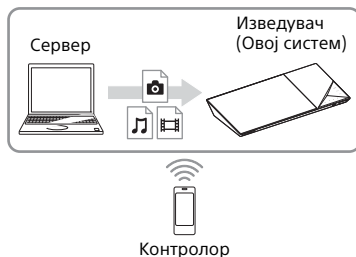 Сервер
Изведувач
(Овој систем)
Контролор